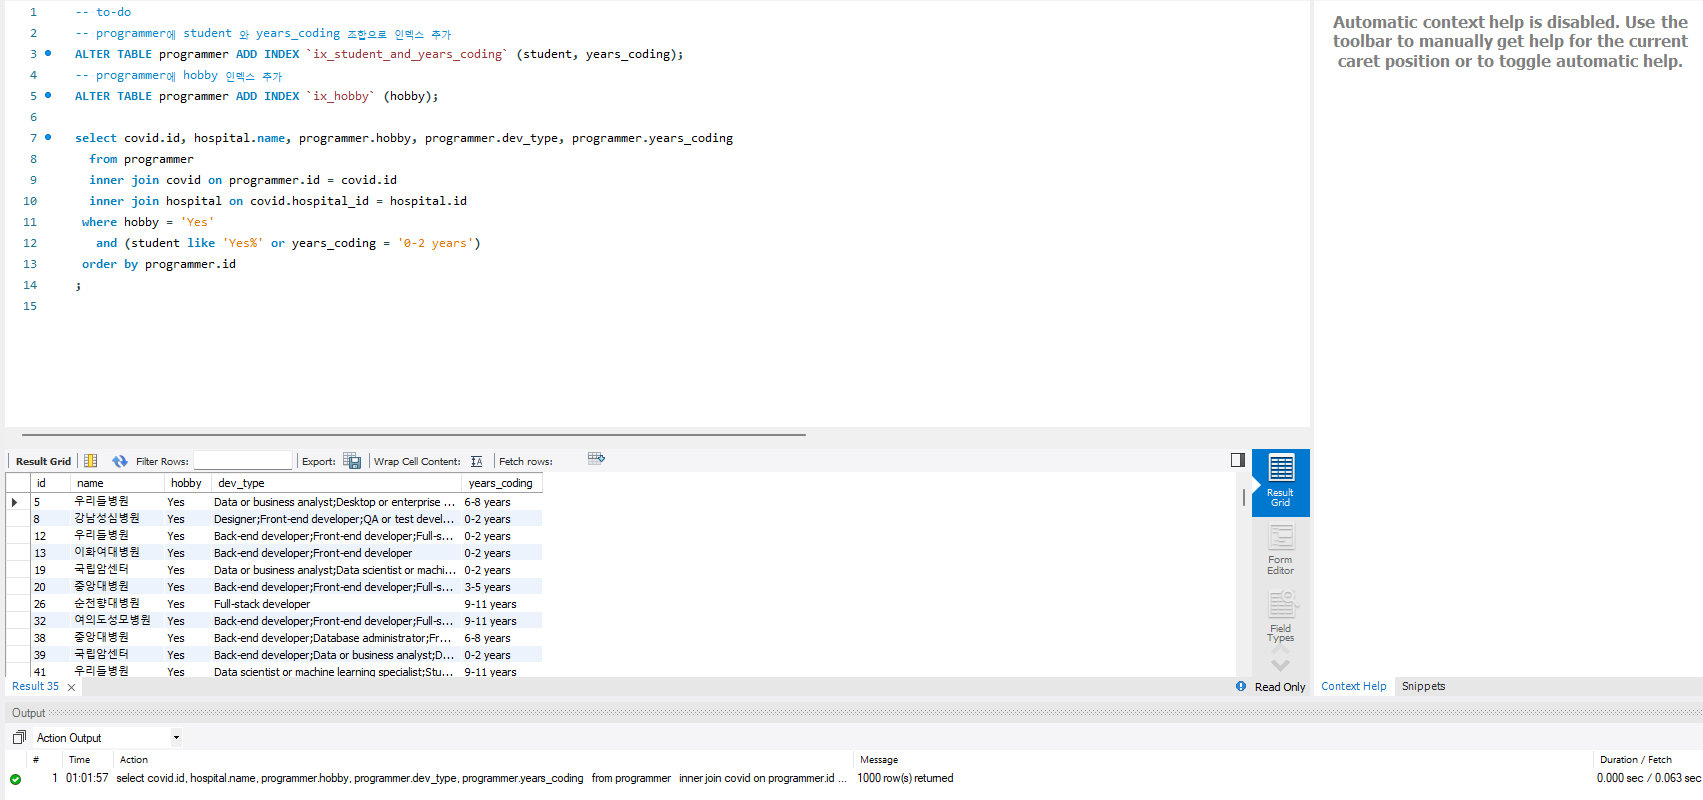 1 -- to-do
2 -- programmer에 student 와 years_coding 조합으로 인덱스 추가
3 ALTER TABLE programmer ADD INDEX `ix_student_and_years_coding` (student, years_coding);
4 -- programmer에 hobby 인덱스 추가
5 ALTER TABLE programmer ADD INDEX `ix_hobby` (hobby);
6
7 select covid.id, hospital.name, programmer.hobby, programmer.dev_type, programmer.years_coding
8 from programmer
9 inner join covid on programmer.id = covid.id
10 inner join hospital on covid.hospital_id = hospital.id
11 where hobby = 'Yes'
12 and (student like 'Yes%' or years_coding = '0-2 years')
13 order by programmer.id
14 ;
15
Automatic context help is disabled. Use the
toolbar to manually get help for the current
caret position or to toggle automatic help.
Result Grid Filter Rows: Export: Wrap Cell Content: IA Fetch rows:
id name hobby dev_type years_coding
5 우리들병원 Yes Data or business analyst;Desktop or enterprise ... 6-8 years
8 강남성심병원 Yes Designer;Front-end developer;QA or test devel... 0-2 years
12 우리들병원 Yes Back-end developer;Front-end developer;Full-s... 0-2 years
13 이화여대병원 Yes Back-end developer;Front-end developer 0-2 years
19 국립암센터 Yes Data or business analyst;Data scientist or machi... 0-2 years
20 중앙대병원 Yes Back-end developer;Front-end developer;Full-s... 3-5 years
26 순천향대병원 Yes Full-stack developer 9-11 years
32 여의도성모병원 Yes Back-end developer;Front-end developer;Full-s... 9-11 years
38 중앙대병원 Yes Back-end developer;Database administrator;Fr... 6-8 years
39 국립암센터 Yes Back-end developer;Data or business analyst;D... 0-2 years
41 우리들병원 Yes Data scientist or machine learning specialist;Stu... 9-11 years
Result
Grid
Form
Editor
Field
Types
Result 35 Read Only Context Help Snippets
Output
Action Output
# Time Action Message Duration / Fetch
1 01:01:57 select covid.id, hospital.name, programmer.hobby, programmer.dev_type, programmer.years_coding from programmer inner join covid on programmer.id ... 1000 row(s) returned 0.000 sec / 0.063 sec